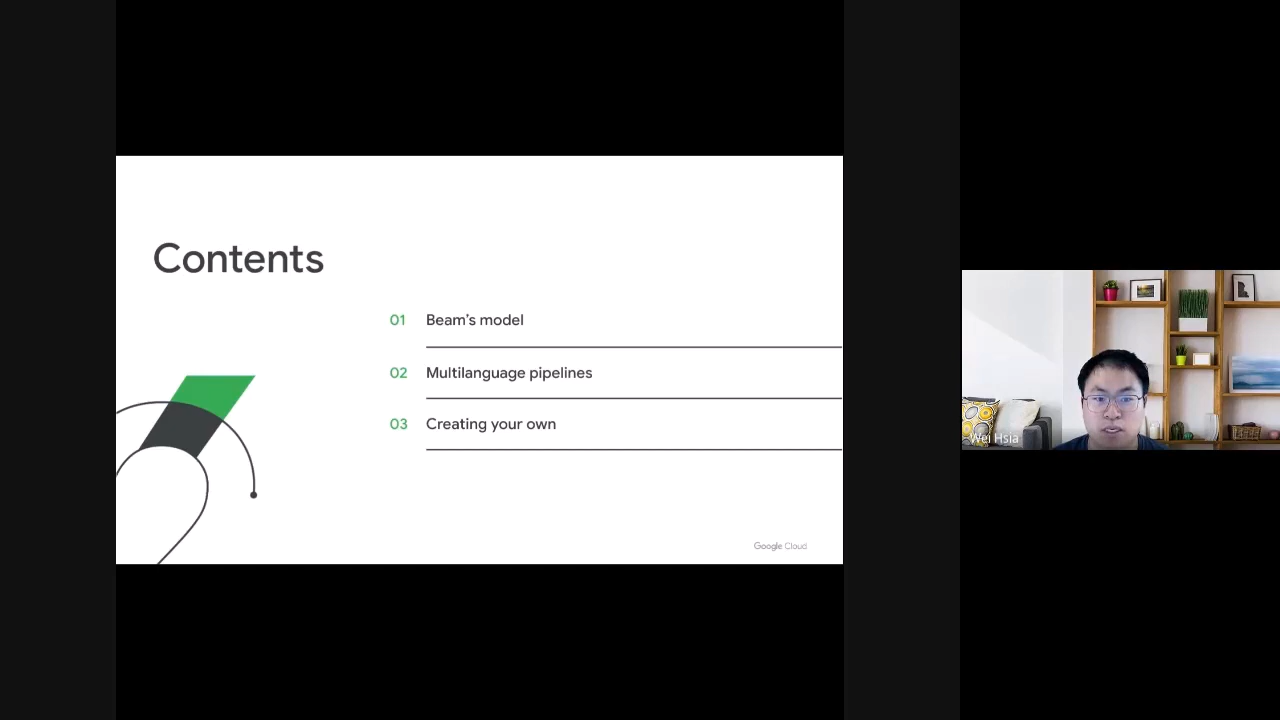 Contents
01 Beam's model
02 Multilanguage pipelines
03 Creating your own
Google Cloud
Wei Hsia